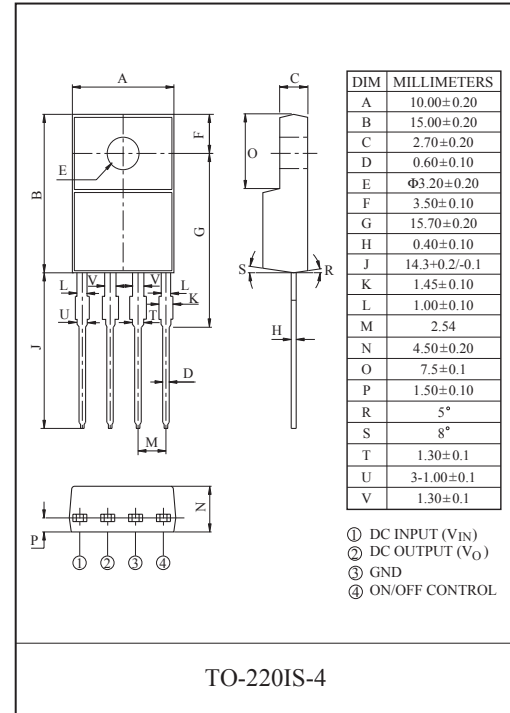 A
C
F
E
O
B
G
S
R
L
V
V
L
K
U
T
H
J
D
M
N
P
① ② ③ ④
DIM MILLIMETERS
A 10.00±0.20
B 15.00±0.20
C 2.70±0.20
D 0.60±0.10
E Φ3.20±0.20
F 3.50±0.10
G 15.70±0.20
H 0.40±0.10
J 14.3+0.2/-0.1
K 1.45±0.10
L 1.00±0.10
M 2.54
N 4.50±0.20
O 7.5±0.1
P 1.50±0.10
R 5°
S 8°
T 1.30±0.1
U 3-1.00±0.1
V 1.30±0.1
① DC INPUT (VIN)
② DC OUTPUT (VO)
③ GND
④ ON/OFF CONTROL
TO-220IS-4